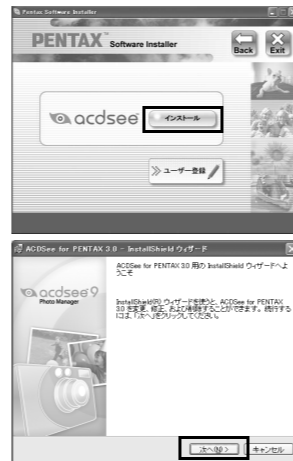 Pentax Software Installer
PENTAX Software Installer
Back Exit
acdsee インストール
ユーザー登録
ACDSee for PENTAX 3.0 - InstallShield ウィザード
ACDSee for PENTAX 3.0 用の InstallShield ウィザードへよ
うこそ
acdsee 9
Photo Manager
InstallShield(R) ウィザードを使うと、ACDSee for PENTAX
3.0 を変更、修正、および削除することができます。続行する
には、「次へ」をクリックしてください。
次へ(N) >
キャンセル